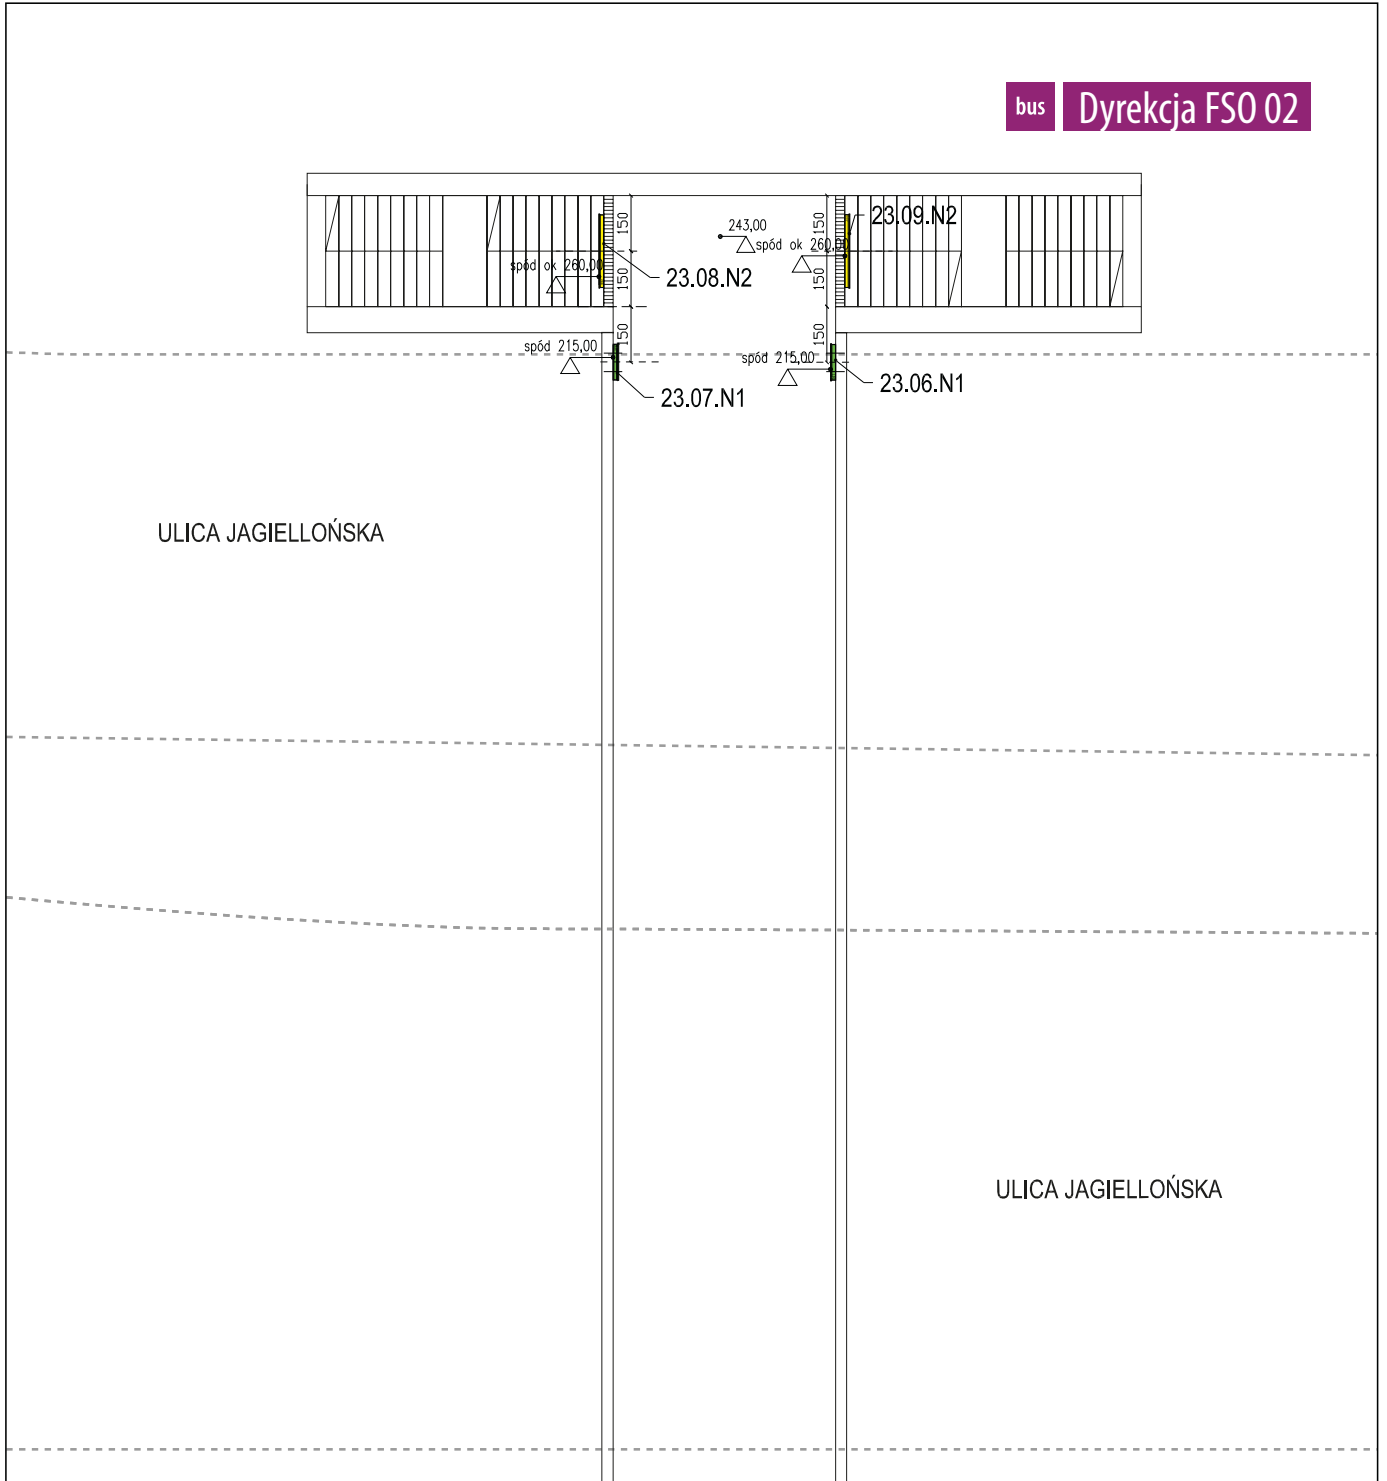 bus Dyrekcja FSO 02
150
150
23.09.N2
243,00
spód ok 260,00
spód ok 260,00
23.08.N2
150
150
150
150
spód 215,00
spód 215,00
23.06.N1
23.07.N1
ULICA JAGIELLOŃSKA
ULICA JAGIELLOŃSKA